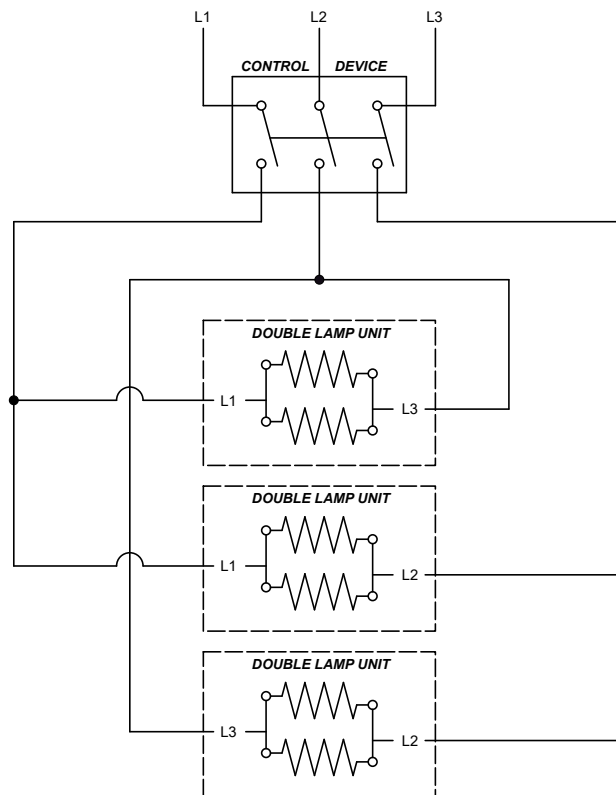 L1 L2 L3
CONTROL DEVICE
DOUBLE LAMP UNIT
L1 L3
DOUBLE LAMP UNIT
L1 L2
DOUBLE LAMP UNIT
L3 L2